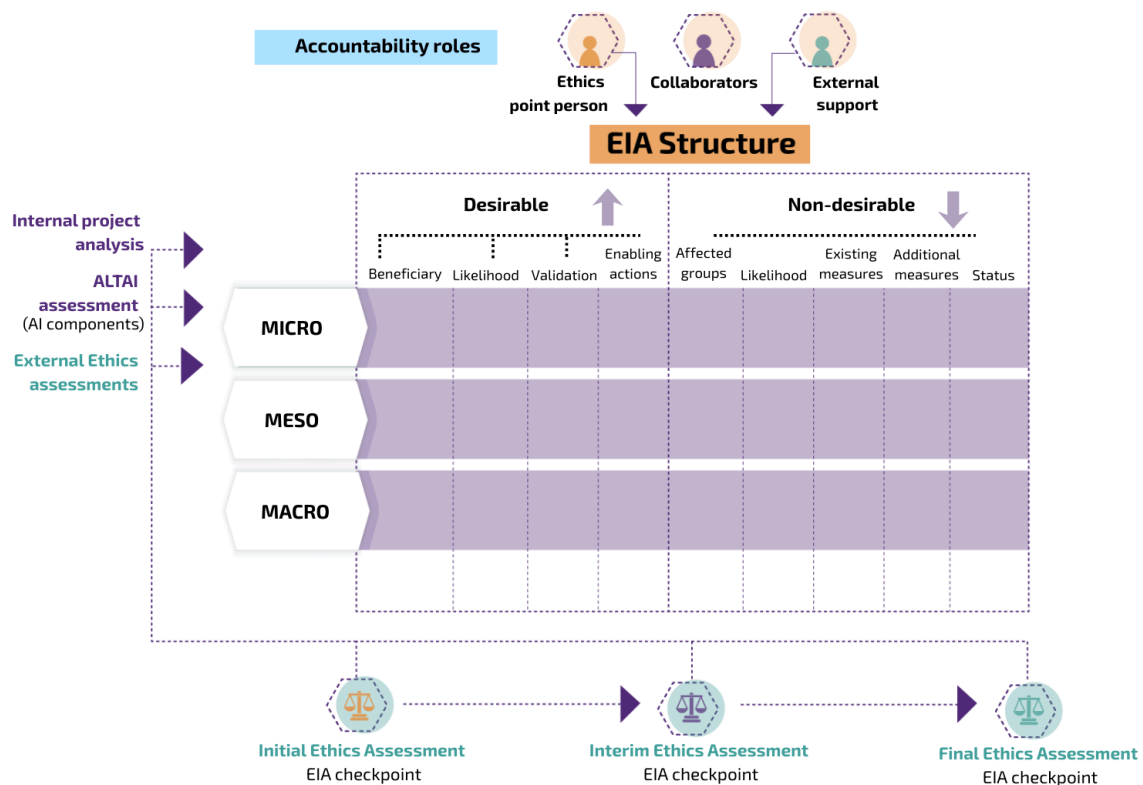 Accountability roles
Ethics
point person
Collaborators
External
support
EIA Structure
Desirable
Non-desirable
Beneficiary
Likelihood
Validation
Enabling
actions
Affected
groups
Likelihood
Existing
measures
Additional
measures
Status
Internal project
analysis
ALTAI
assessment
(AI components)
External Ethics
assessments
MICRO
MESO
MACRO
Initial Ethics Assessment
EIA checkpoint
Interim Ethics Assessment
EIA checkpoint
Final Ethics Assessment
EIA checkpoint